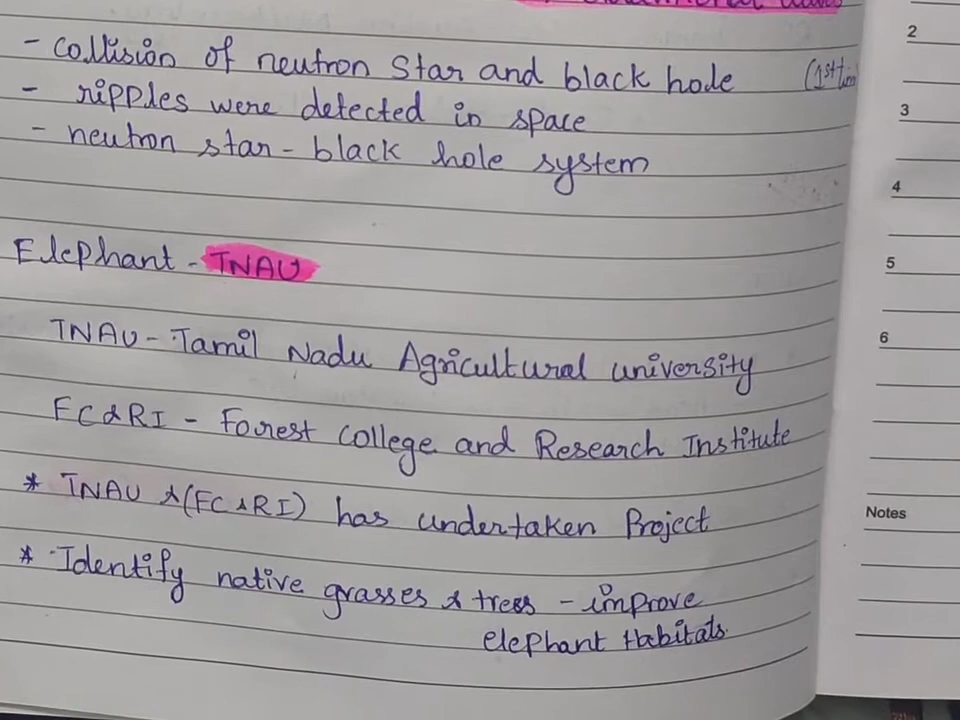 - collision of neutron star and black hole (1st
- ripples were detected in space
- neutron star - black hole system
Elephant - TNAU
TNAU - Tamil Nadu Agricultural university
FC&RI - Forest college and Research Institute
* TNAU & (FC&RI) has undertaken Project
* Identify native grasses & trees - improve
elephant Habitats.
2
3
4
5
6
Notes